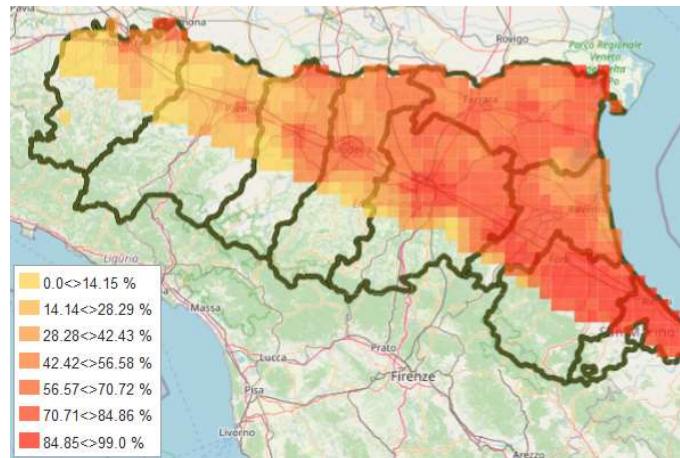 Rovigo
Parco Regionale
Veneto
Ferrara
Ligurio
Massa
Lucca
Prato
Pisa
Firenze
Livorno
Arezzo
0.0<>14.15 %
14.14<>28.29 %
28.28<>42.43 %
42.42<>56.58 %
56.57<>70.72 %
70.71<>84.86 %
84.85<>99.0 %